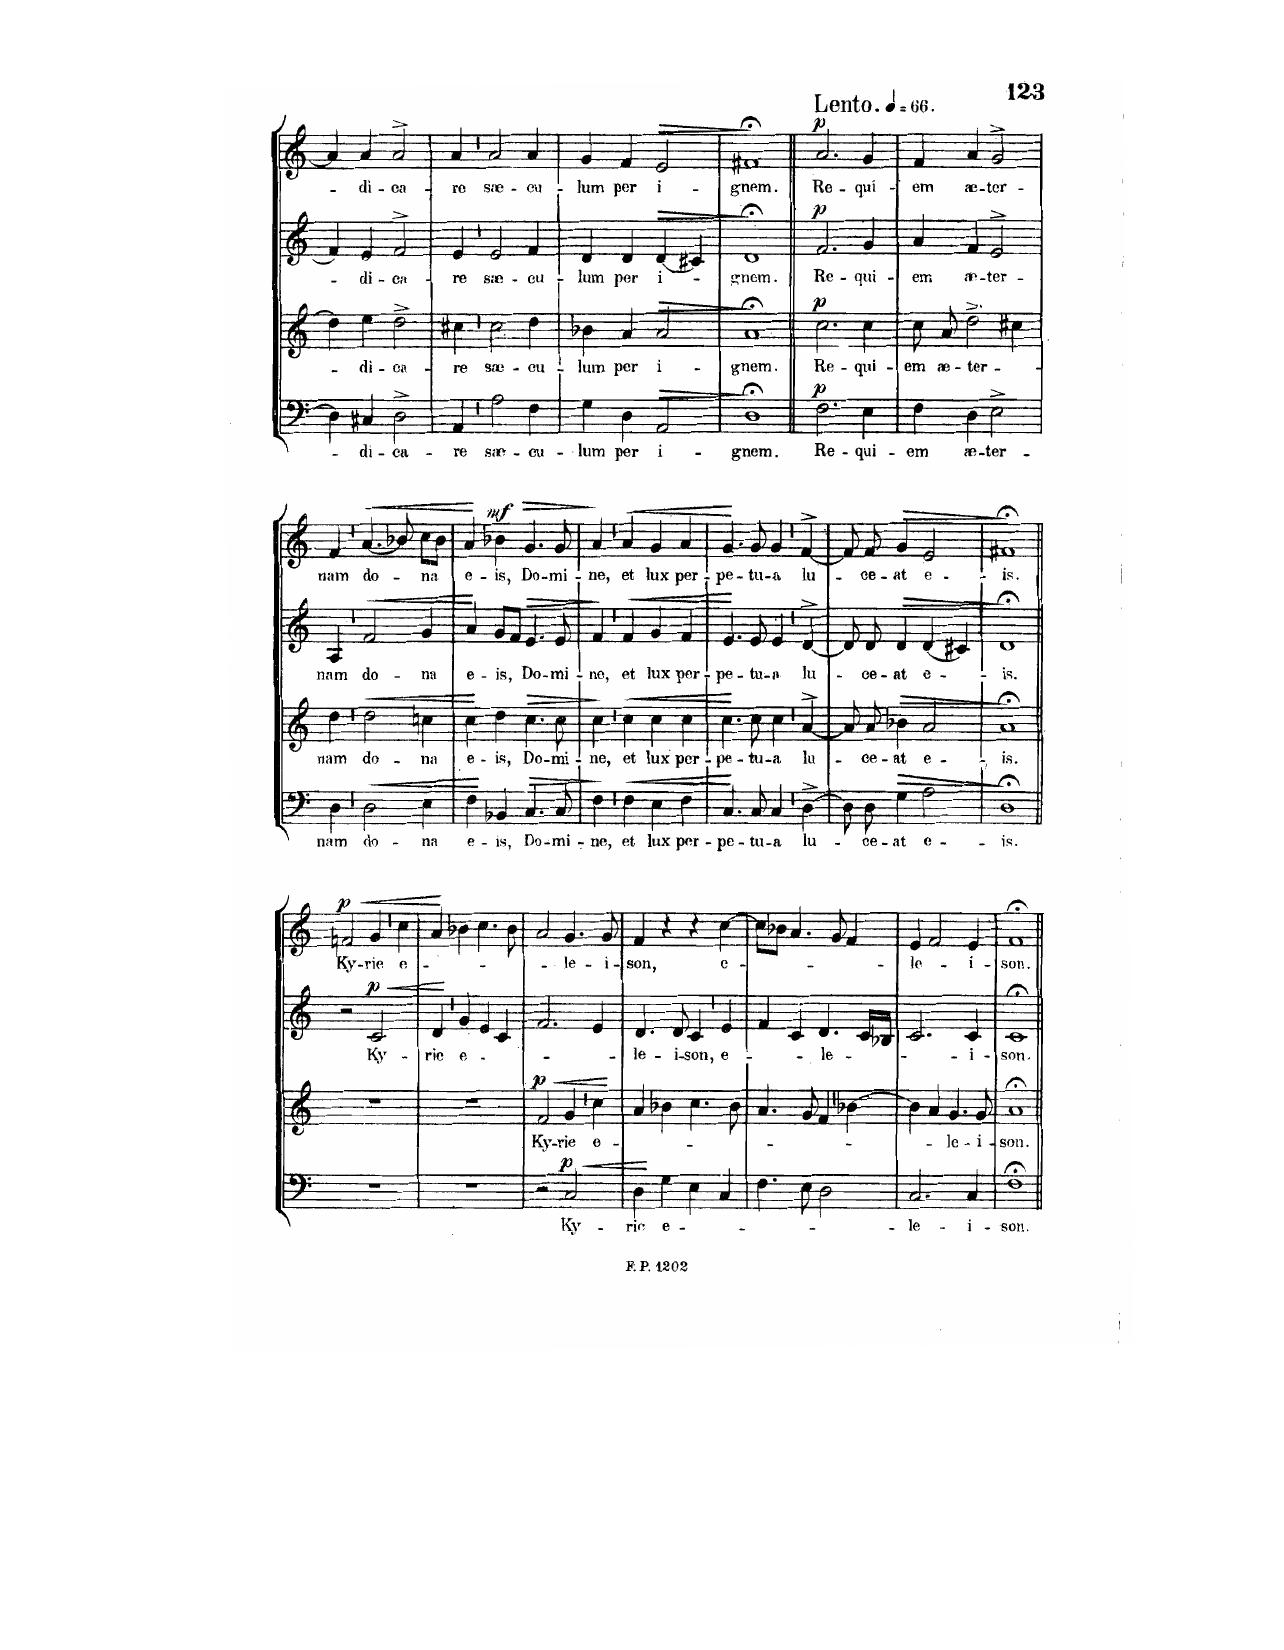 123
Lento. ♩= 66.
p
- di - ca - re sæ - cu - lum per i - gnem. Re - qui - em æ - ter -
p
- di - ca - re sæ - cu - lum per i - gnem. Re - qui - em æ - ter -
p
- di - ca - re sæ - cu - lum per i - gnem. Re - qui - em æ - ter -
p
- di - ca - re sæ - cu - lum per i - gnem. Re - qui - em æ - ter -
mf
nam do - na e - is, Do - mi - ne, et lux per - pe - tu - a lu - ce - at e - is.
nam do - na e - is, Do - mi - ne, et lux per - pe - tu - a lu - ce - at e - is.
nam do - na e - is, Do - mi - ne, et lux per - pe - tu - a lu - ce - at e - is.
nam do - na e - is, Do - mi - ne, et lux per - pe - tu - a lu - ce - at e - is.
p
Ky - rie e - le - i - son, e - le - i - son.
p
Ky - rie e - le - i - son, e - le - i - son.
p
Ky - rie e - le - i - son.
p
Ky - rie e - le - i - son.
F. P. 1202